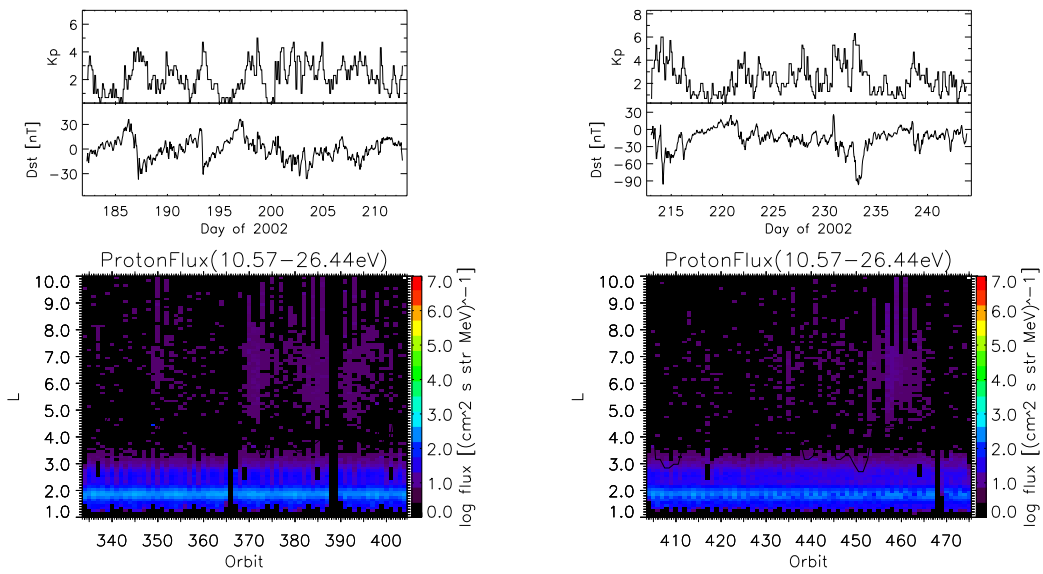 6
4
2
Kp
30
0
−30
Dst [nT]
185 190 195 200 205 210
Day of 2002
8
6
4
2
Kp
30
0
−30
−60
−90
Dst [nT]
215 220 225 230 235 240
Day of 2002
ProtonFlux(10.57−26.44eV)
10.0
9.0
8.0
7.0
6.0
5.0
4.0
3.0
2.0
1.0
L
340 350 360 370 380 390 400
Orbit
7.0
6.0
5.0
4.0
3.0
2.0
1.0
0.0
log flux [(cm^2 s str MeV)^−1]
ProtonFlux(10.57−26.44eV)
10.0
9.0
8.0
7.0
6.0
5.0
4.0
3.0
2.0
1.0
L
410 420 430 440 450 460 470
Orbit
7.0
6.0
5.0
4.0
3.0
2.0
1.0
0.0
log flux [(cm^2 s str MeV)^−1]